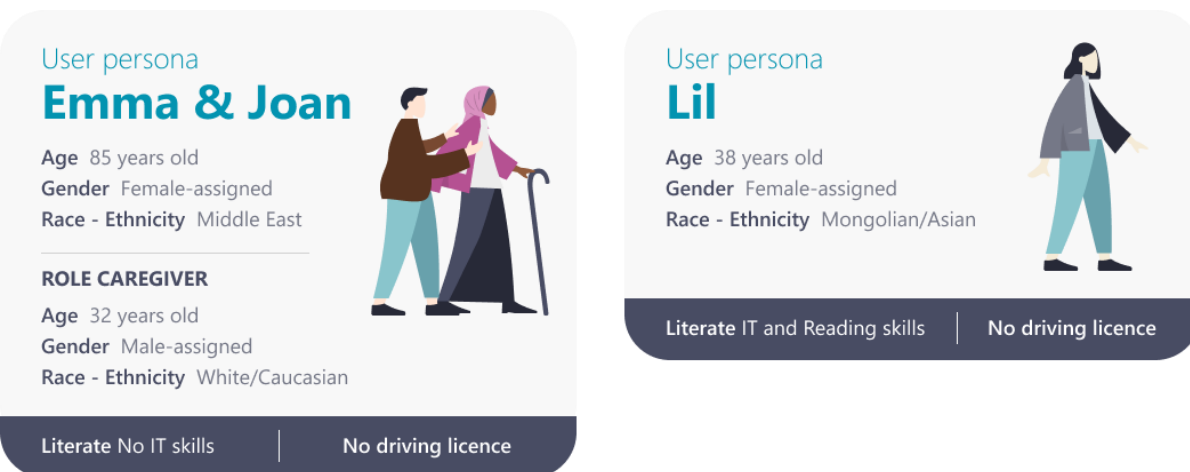 User persona
Emma & Joan
Age 85 years old
Gender Female-assigned
Race - Ethnicity Middle East
ROLE CAREGIVER
Age 32 years old
Gender Male-assigned
Race - Ethnicity White/Caucasian
Literate No IT skills
No driving licence
User persona
Lil
Age 38 years old
Gender Female-assigned
Race - Ethnicity Mongolian/Asian
Literate IT and Reading skills
No driving licence